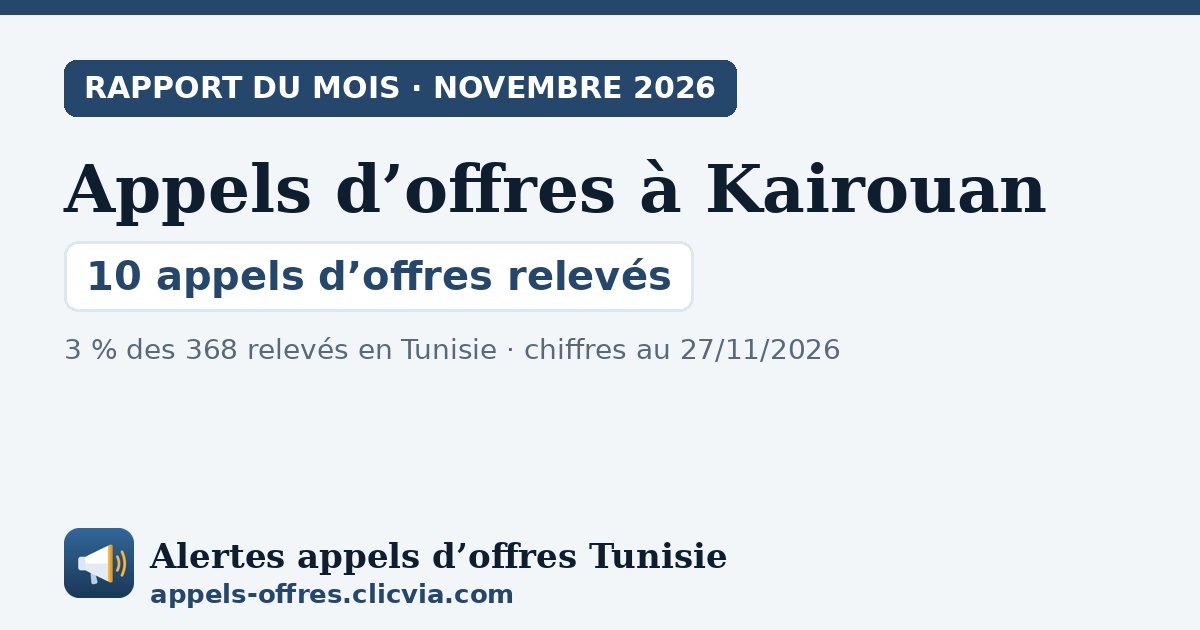 RAPPORT DU MOIS · NOVEMBRE 2026
Appels d’offres à Kairouan
10 appels d’offres relevés
3 % des 368 relevés en Tunisie · chiffres au 27/11/2026
Alertes appels d’offres Tunisie
appels-offres.clicvia.com